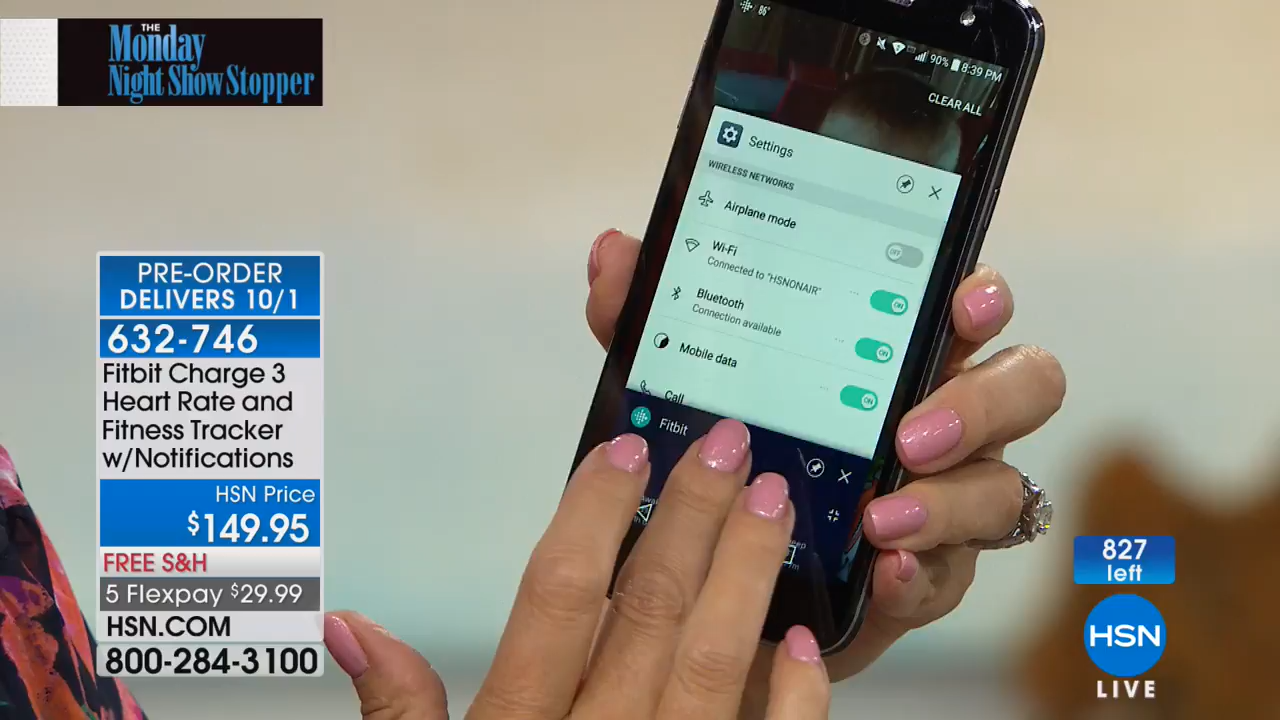 THE
Monday
Night Show Stopper
PRE-ORDER
DELIVERS 10/1
632-746
Fitbit Charge 3
Heart Rate and
Fitness Tracker
w/Notifications
HSN Price
$149.95
FREE S&H
5 Flexpay $29.99
HSN.COM
800-284-3100
86°
90% 8:39 PM
CLEAR ALL
Settings
WIRELESS NETWORKS
Airplane mode
OFF
Wi-Fi
Connected to "HSNONAIR"
ON
Bluetooth
Connection available
ON
Mobile data
ON
Call
Fitbit
827
left
HSN
LIVE